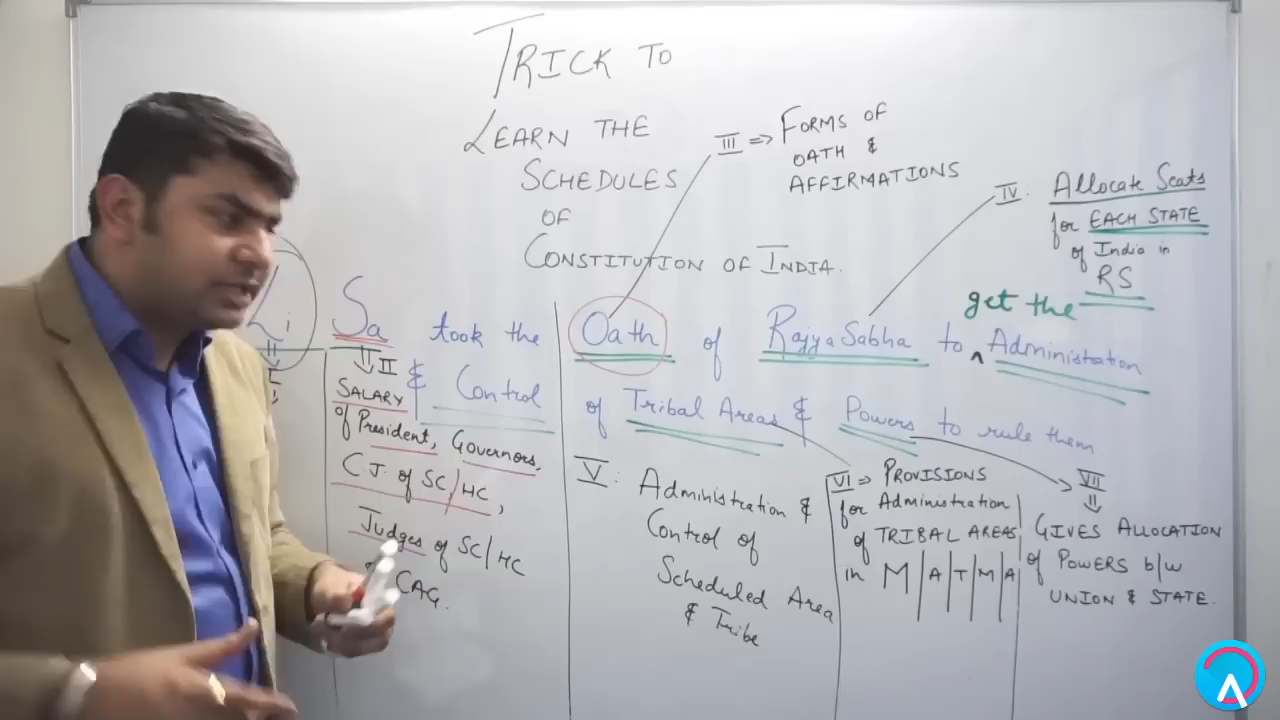 TRICK TO
LEARN THE
SCHEDULES
OF
CONSTITUTION OF INDIA.
III => FORMS OF
OATH &
AFFIRMATIONS
IV: Allocate Seats
for EACH STATE
of India in
RS
get the
Li Sa took the Oath of Rajya Sabha to ^ Administration
& Control of Tribal Areas & Powers to rule them
II
SALARY
of President, Governors,
CJ. of SC/HC,
Judges of SC/HC
CAG.
V: Administration &
Control of
Scheduled Area
& Tribe
VI => PROVISIONS
for Administration
of TRIBAL AREAS
in M|A|T|M|A
VII
GIVES ALLOCATION
of POWERS b/w
UNION & STATE.